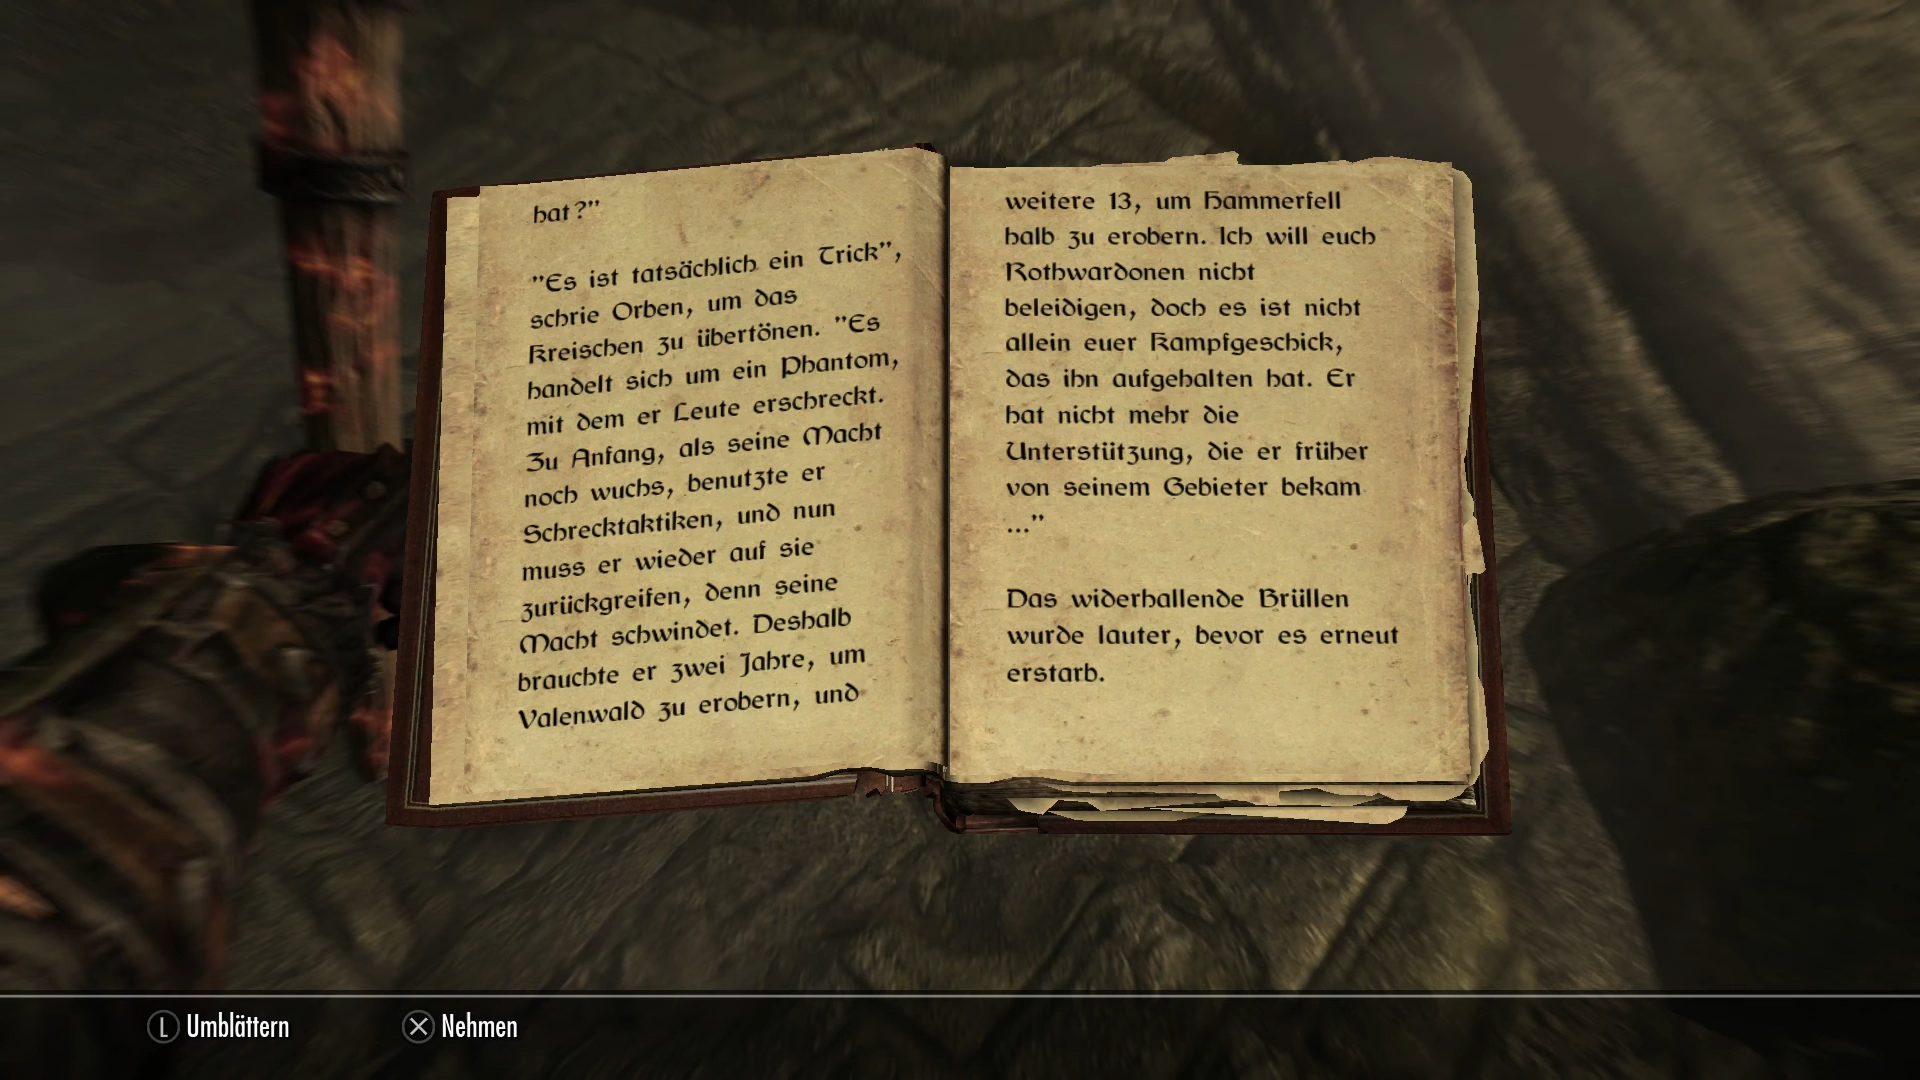 hat?"
"Es ist tatsächlich ein Trick",
schrie Orben, um das
Kreischen zu übertönen. "Es
handelt sich um ein Phantom,
mit dem er Leute erschreckt.
Zu Anfang, als seine Macht
noch wuchs, benutzte er
Schrecktaktiken, und nun
muss er wieder auf sie
zurückgreifen, denn seine
Macht schwindet. Deshalb
brauchte er zwei Jahre, um
Valenwald zu erobern, und
weitere 13, um Hammerfell
halb zu erobern. Ich will euch
Rothwardonen nicht
beleidigen, doch es ist nicht
allein euer Kampfgeschick,
das ihn aufgehalten hat. Er
hat nicht mehr die
Unterstützung, die er früher
von seinem Gebieter bekam
..."
Das widerhallende Brüllen
wurde lauter, bevor es erneut
erstarb.
L Umblättern
X Nehmen